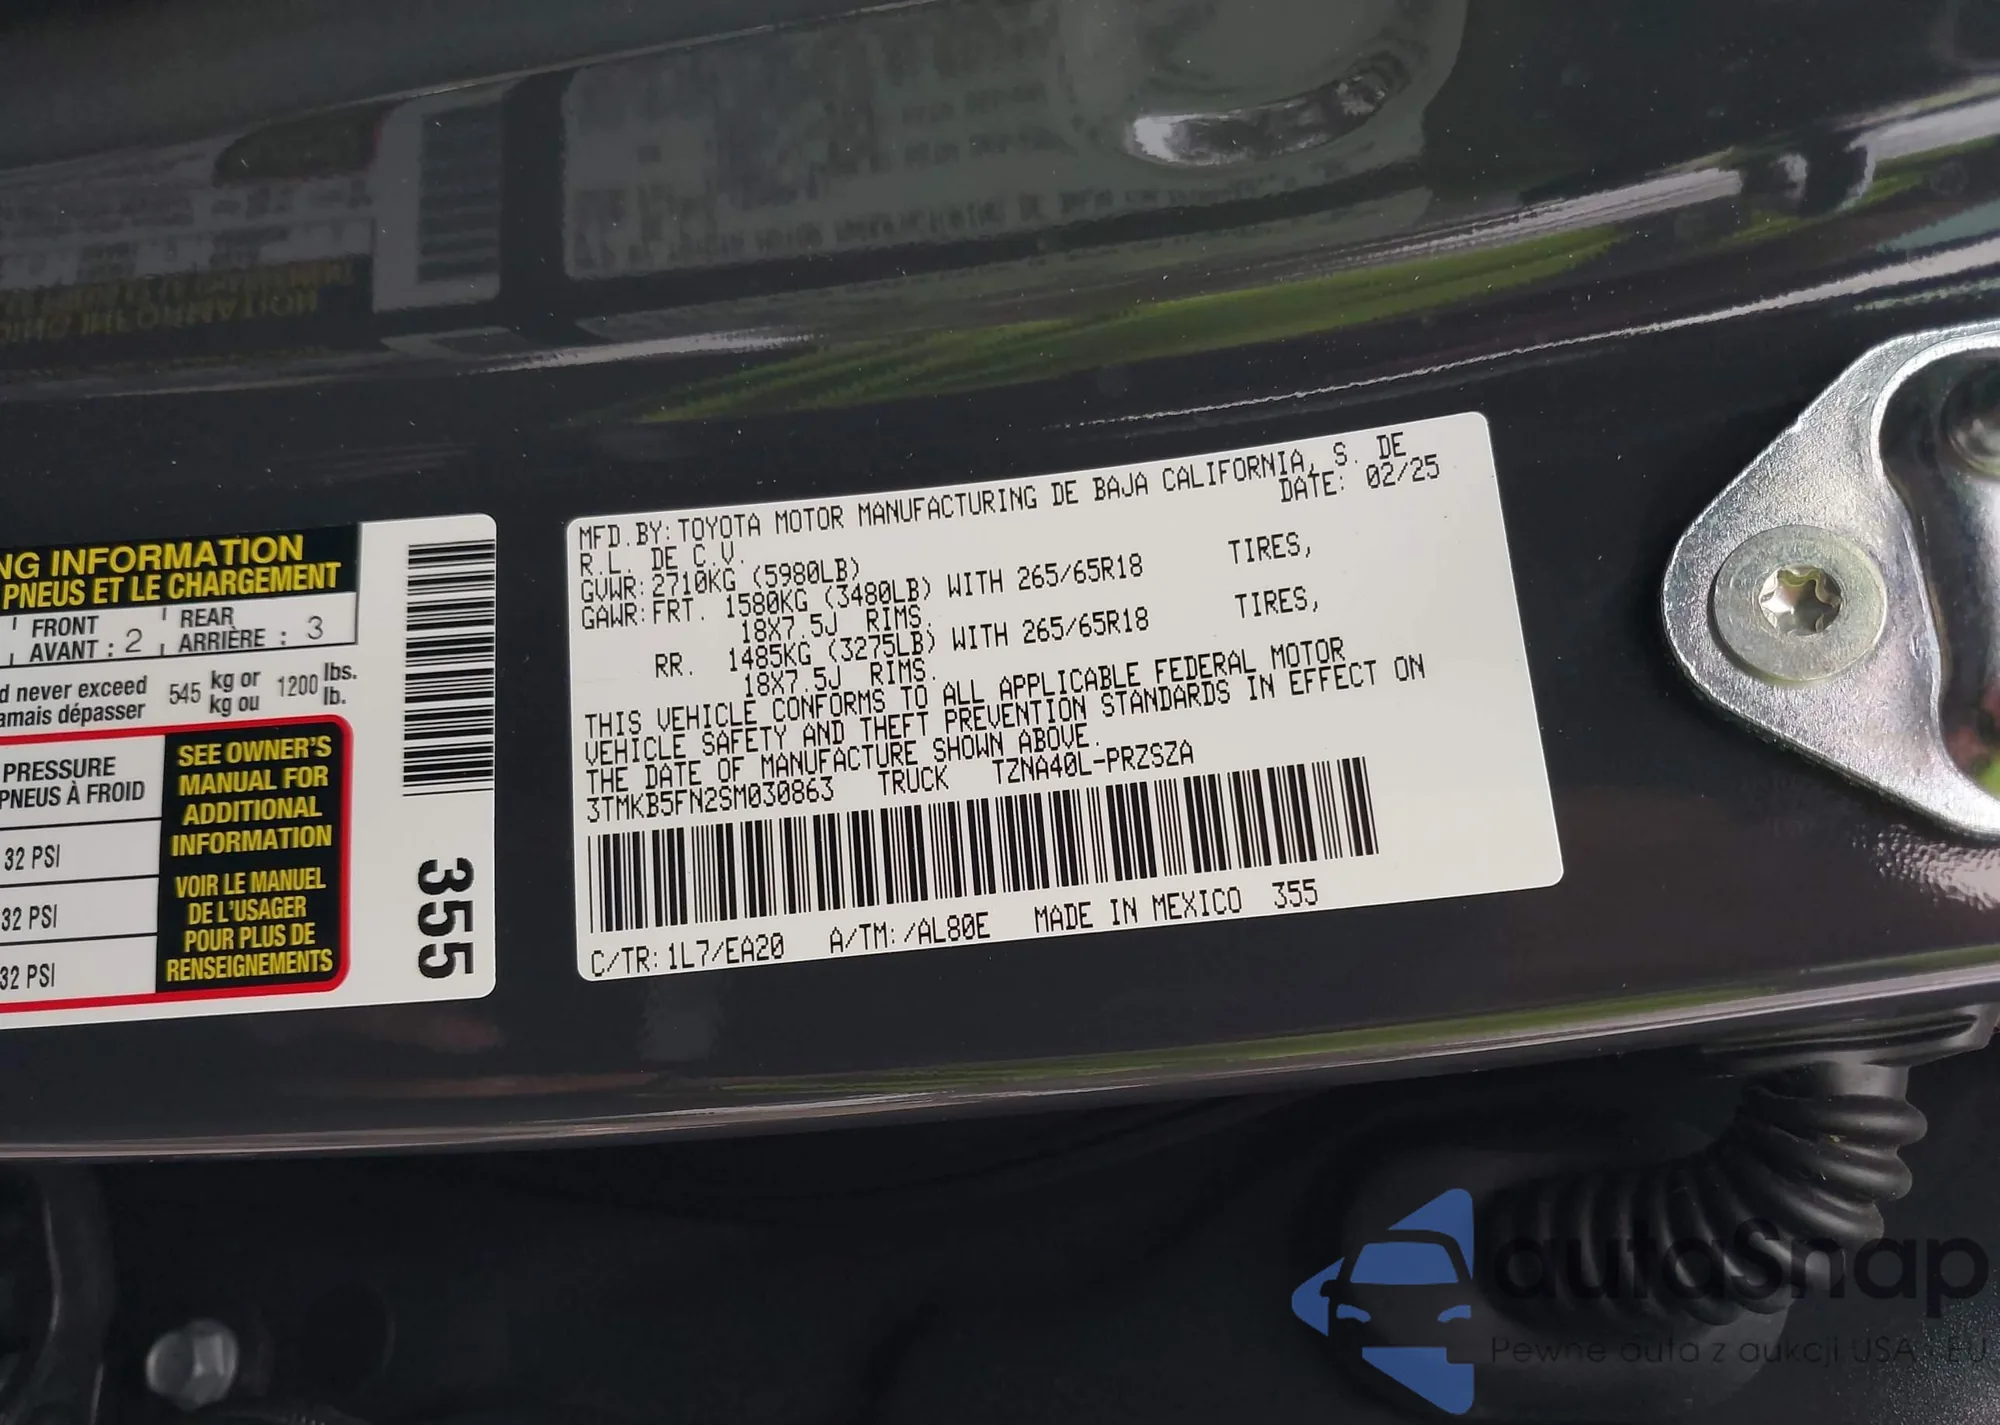 NG INFORMATION
PNEUS ET LE CHARGEMENT
FRONT
AVANT : 2
REAR
ARRIÈRE : 3
d never exceed
amais dépasser
545 kg or
kg ou
1200 lbs.
lb.
PRESSURE
PNEUS À FROID
32 PSI
32 PSI
32 PSI
SEE OWNER'S
MANUAL FOR
ADDITIONAL
INFORMATION
VOIR LE MANUEL
DE L'USAGER
POUR PLUS DE
RENSEIGNEMENTS
355
MFD.BY: TOYOTA MOTOR MANUFACTURING DE BAJA CALIFORNIA, S. DE
R.L. DE C.V. DATE: 02/25
GVWR: 2710KG (5980LB)
GAWR: FRT. 1580KG (3480LB) WITH 265/65R18 TIRES,
18X7.5J RIMS.
RR. 1485KG (3275LB) WITH 265/65R18 TIRES,
18X7.5J RIMS.
THIS VEHICLE CONFORMS TO ALL APPLICABLE FEDERAL MOTOR
VEHICLE SAFETY AND THEFT PREVENTION STANDARDS IN EFFECT ON
THE DATE OF MANUFACTURE SHOWN ABOVE.
3TMKB5FN2SM030863 TRUCK TZNA40L-PRZSZA
C/TR: 1L7/EA20 A/TM: /AL80E MADE IN MEXICO 355
autaSnap
Pewne auta z aukcji USA i EU